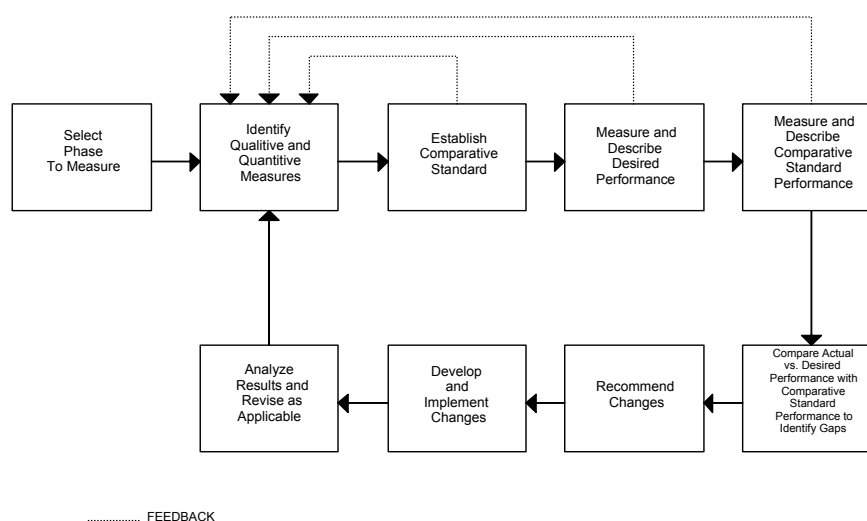 Select
Phase
To Measure
Identify
Qualitive and
Quantitive
Measures
Establish
Comparative
Standard
Measure and
Describe
Desired
Performance
Measure and
Describe
Comparative
Standard
Performance
Analyze
Results and
Revise as
Applicable
Develop
and
Implement
Changes
Recommend
Changes
Compare Actual
vs. Desired
Performance with
Comparative
Standard
Performance to
Identify Gaps
................. FEEDBACK